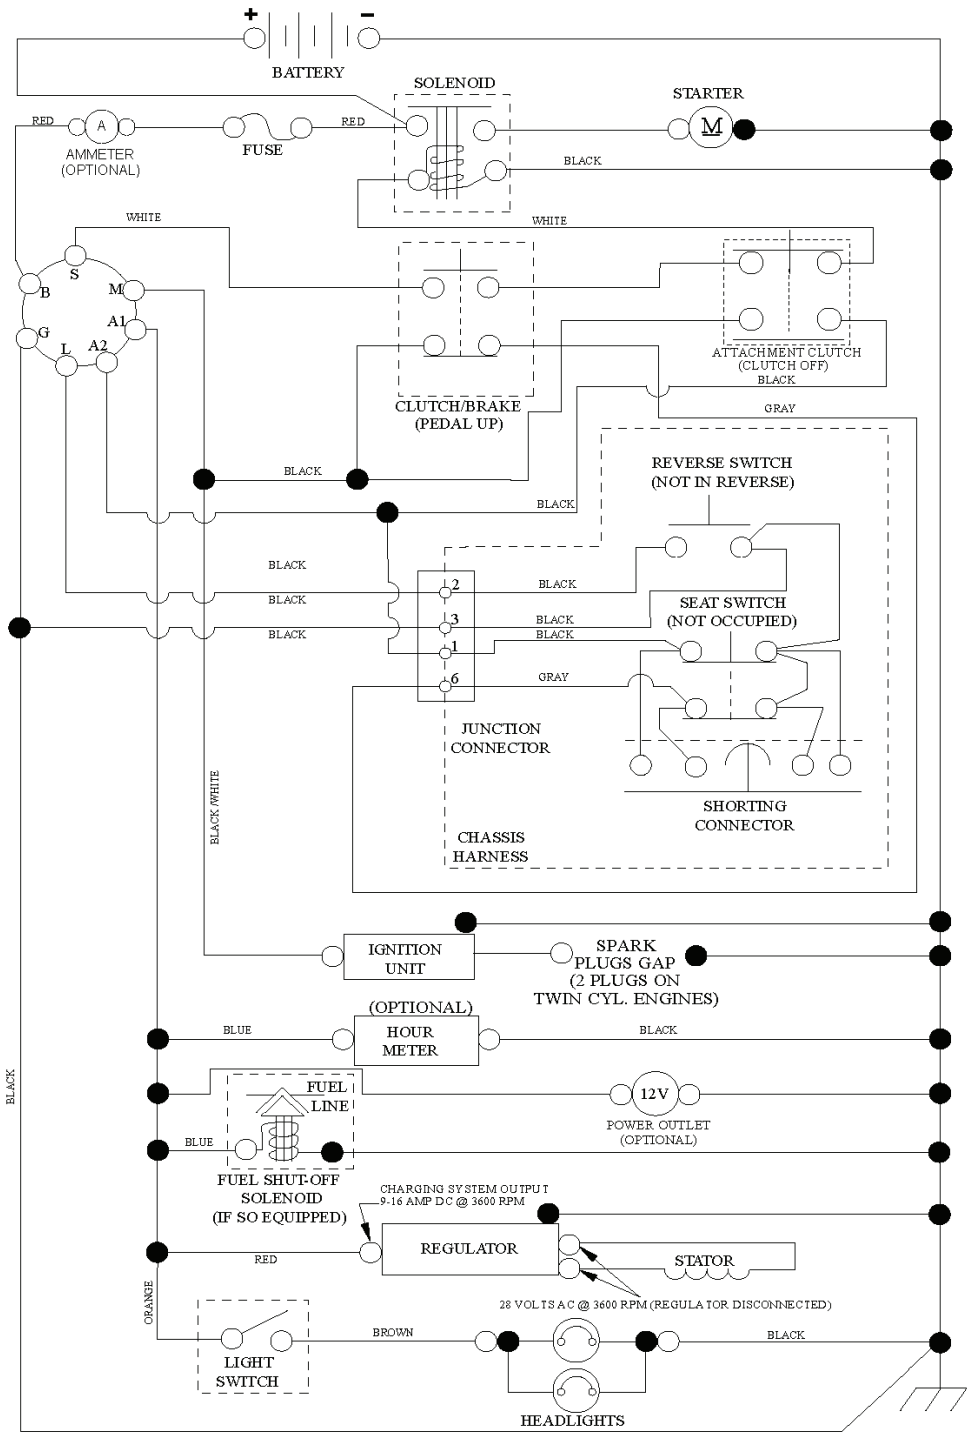 + −
BATTERY
SOLENOID
STARTER
RED
A
RED
M
AMMETER
(OPTIONAL)
FUSE
BLACK
WHITE
WHITE
S
B
M
A1
G
L
A2
ATTACHMENT CLUTCH
(CLUTCH OFF)
BLACK
CLUTCH/BRAKE
(PEDAL UP)
GRAY
REVERSE SWITCH
(NOT IN REVERSE)
BLACK
BLACK
BLACK
2
BLACK
BLACK
SEAT SWITCH
(NOT OCCUPIED)
3
BLACK
BLACK
BLACK
1
6
GRAY
JUNCTION
CONNECTOR
BLACK/WHITE
SHORTING
CONNECTOR
CHASSIS
HARNESS
IGNITION
UNIT
SPARK
PLUGS GAP
(2 PLUGS ON
TWIN CYL. ENGINES)
(OPTIONAL)
HOUR
METER
BLUE
BLACK
BLACK
FUEL
LINE
12V
POWER OUTLET
(OPTIONAL)
BLUE
FUEL SHUT-OFF
SOLENOID
(IF SO EQUIPPED)
CHARGING SYSTEM OUTPUT
9-16 AMP DC @ 3600 RPM
REGULATOR
STATOR
RED
ORANGE
28 VOLTS AC @ 3600 RPM (REGULATOR DISCONNECTED)
BROWN
BLACK
LIGHT
SWITCH
HEADLIGHTS